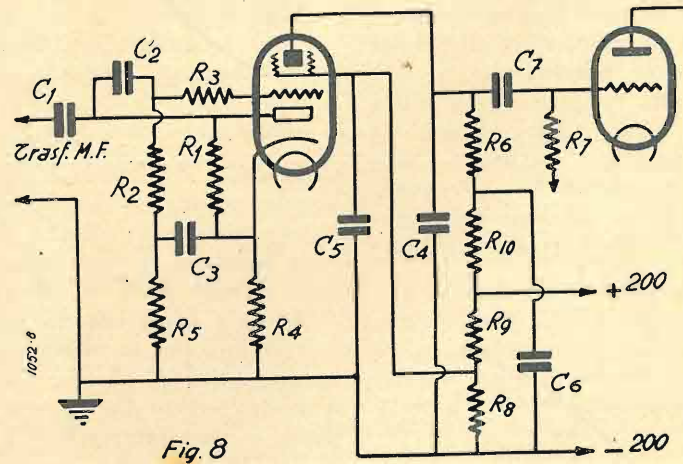 C2
C1
R3
C7
Trasf. M.F.
R1
R6
R7
R2
C3
C5
C4
R10
+ 200
R5
R4
R9
C6
R8
1052-8
Fig. 8
- 200